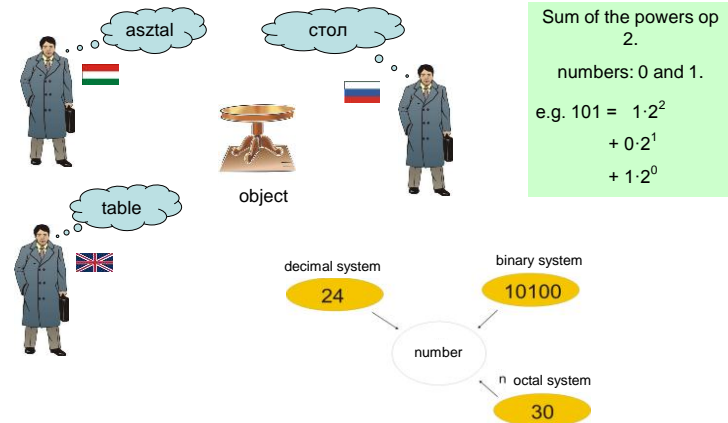 asztal
стол
Sum of the powers op
2.
numbers: 0 and 1.
e.g. 101 = 1·2²
+ 0·2¹
+ 1·2⁰
object
table
decimal system
24
binary system
10100
number
n octal system
30